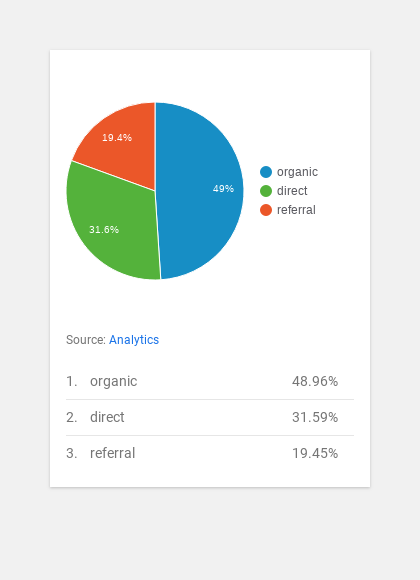 19.4%
49%
31.6%
organic
direct
referral
Source: Analytics
1. organic 48.96%
2. direct 31.59%
3. referral 19.45%